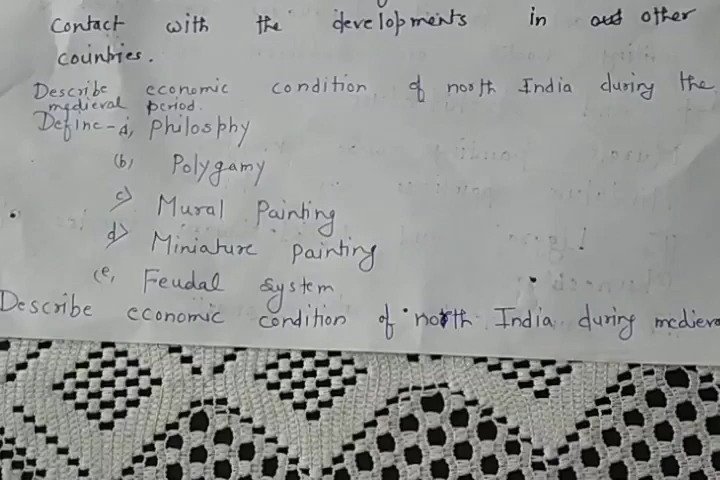 contact with the developments in other
countries.
Describe economic condition of north India during the
medieval period.
Define - a, philosphy
(b, Polygamy
c) Mural Painting
d) Miniature painting
(e, Feudal system
Describe economic condition of north India during medieva